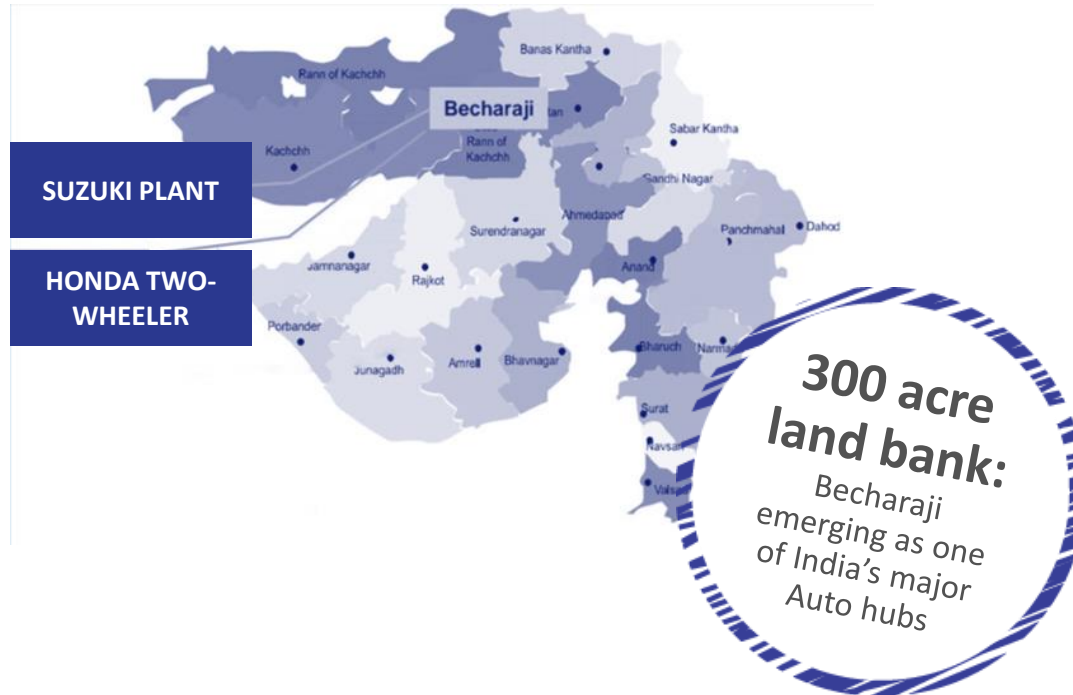 Banas Kantha
Rann of Kachchh
Becharaji
Sabar Kantha
Rann of
Kachchh
Kachchh
SUZUKI PLANT
Gandhi Nagar
Ahmedabad
Surendranagar
Panchmahal
Dahod
Jamnanagar
Rajkot
Anand
HONDA TWO-
WHEELER
Porbander
Junagadh
Amreli
Bhavnagar
Bharuch
Surat
300 acre
land bank:
Becharaji
emerging as one
of India's major
Auto hubs